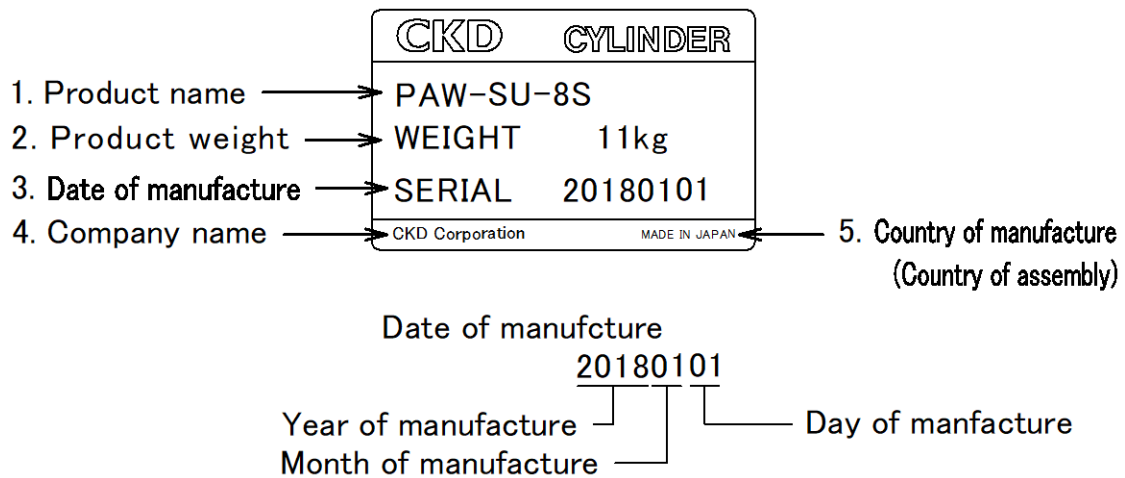 CKD CYLINDER
1. Product name
PAW-SU-8S
2. Product weight
WEIGHT 11kg
3. Date of manufacture
SERIAL 20180101
4. Company name
CKD Corporation MADE IN JAPAN
5. Country of manufacture
(Country of assembly)
Date of manufcture
20180101
Year of manufacture
Day of manfacture
Month of manufacture